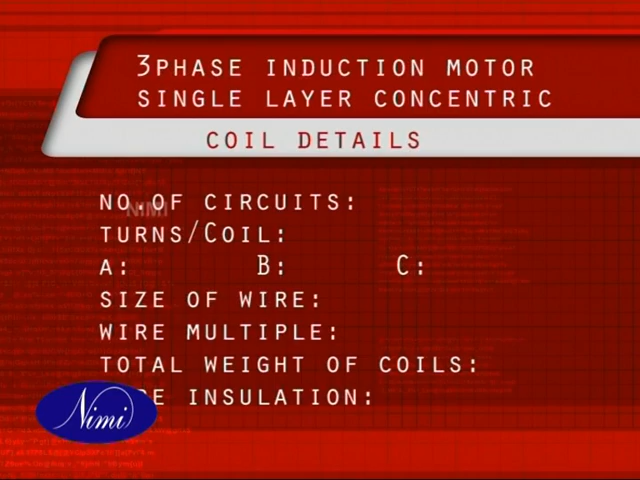 3PHASE INDUCTION MOTOR
SINGLE LAYER CONCENTRIC
COIL DETAILS
NO.OF CIRCUITS:
NIMI
TURNS/COIL:
A: B: C:
SIZE OF WIRE:
WIRE MULTIPLE:
TOTAL WEIGHT OF COILS:
INSULATION:
Nimi